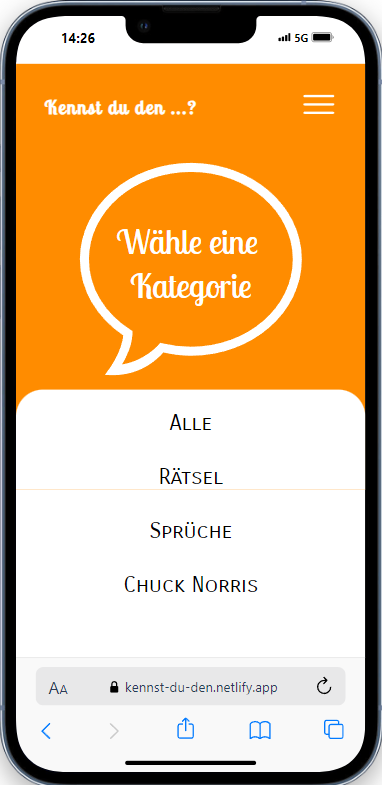 14:26
5G
Kennst du den ...?
Wähle eine
Kategorie
Alle
Rätsel
Sprüche
Chuck Norris
AA
kennst-du-den.netlify.app